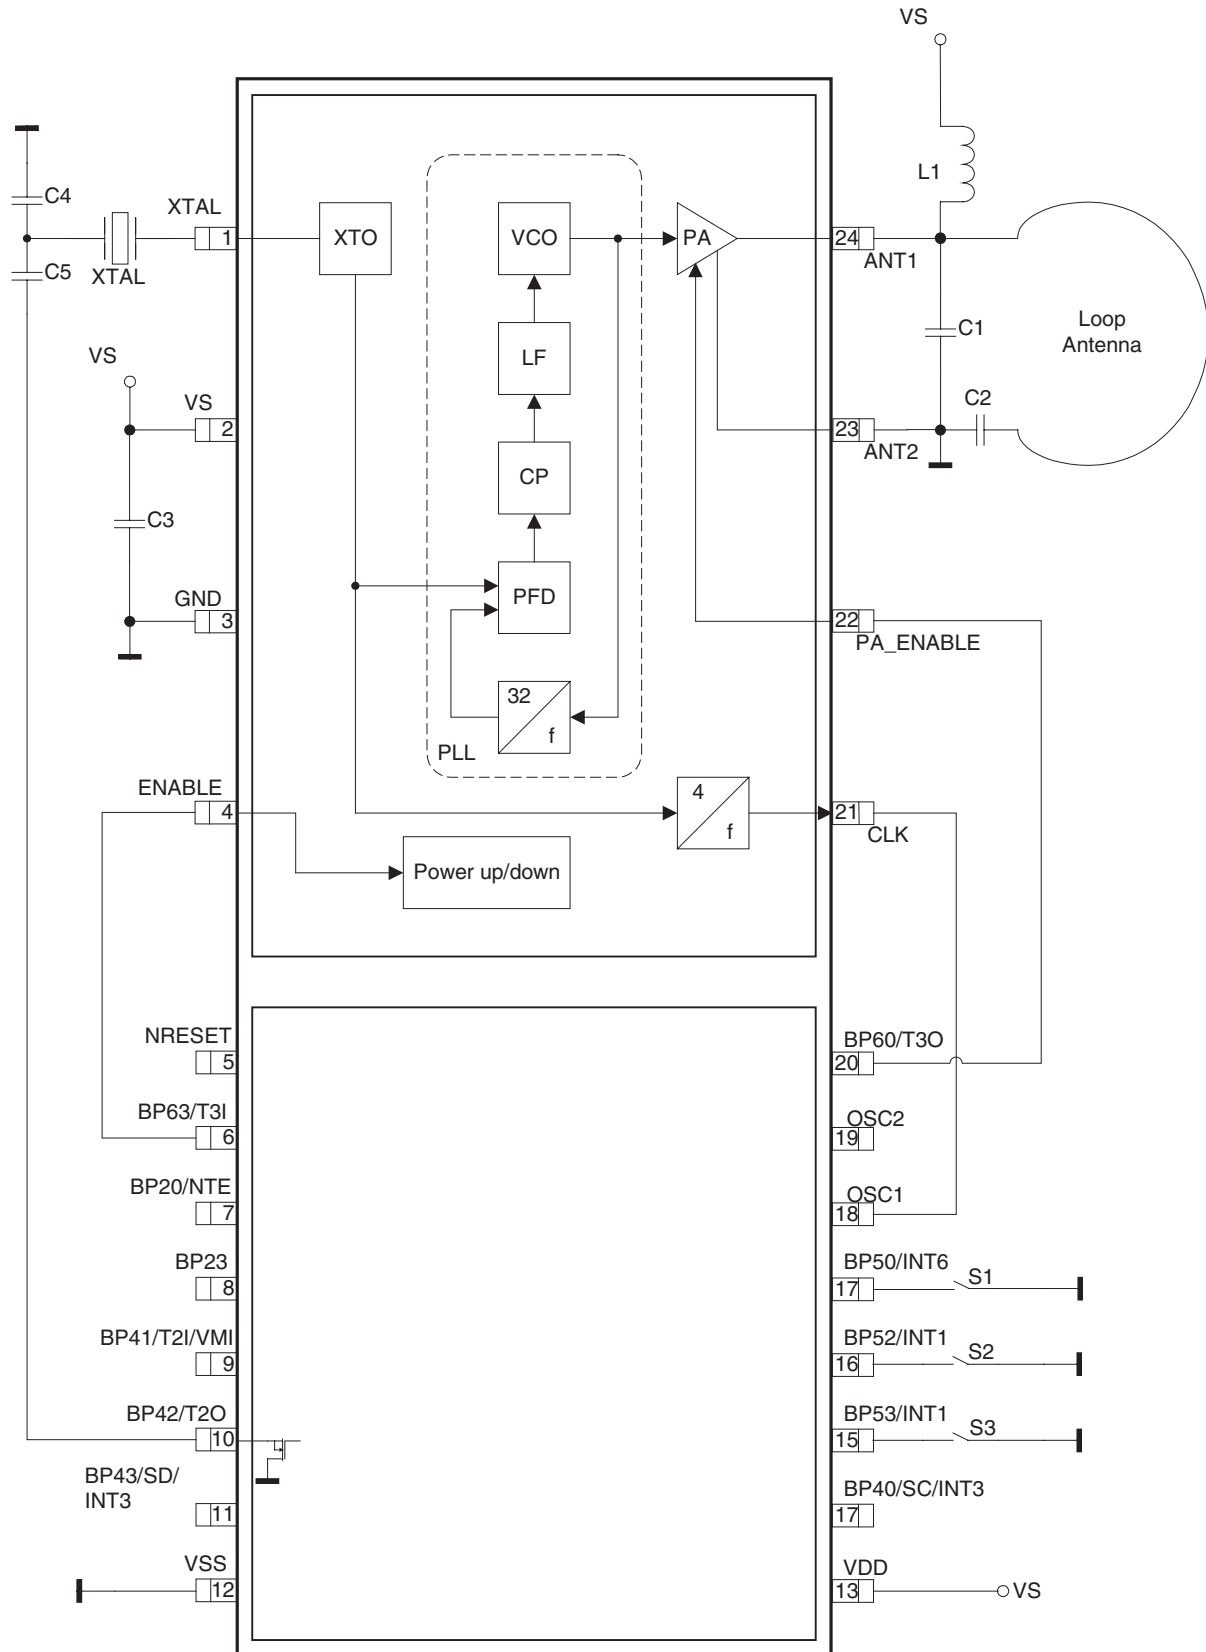 VS
L1
C4
XTAL
1
XTO
VCO
PA
24
ANT1
C5
XTAL
C1
Loop
Antenna
LF
VS
VS
2
C2
23
ANT2
CP
C3
GND
3
PFD
22
PA_ENABLE
32
f
PLL
ENABLE
4
4
f
21
CLK
Power up/down
NRESET
5
BP60/T3O
20
BP63/T3I
6
OSC2
19
BP20/NTE
7
OSC1
18
BP23
8
BP50/INT6
17
S1
BP41/T2I/VMI
9
BP52/INT1
16
S2
BP42/T2O
10
BP53/INT1
15
S3
BP43/SD/
INT3
11
BP40/SC/INT3
17
VSS
12
VDD
13
VS